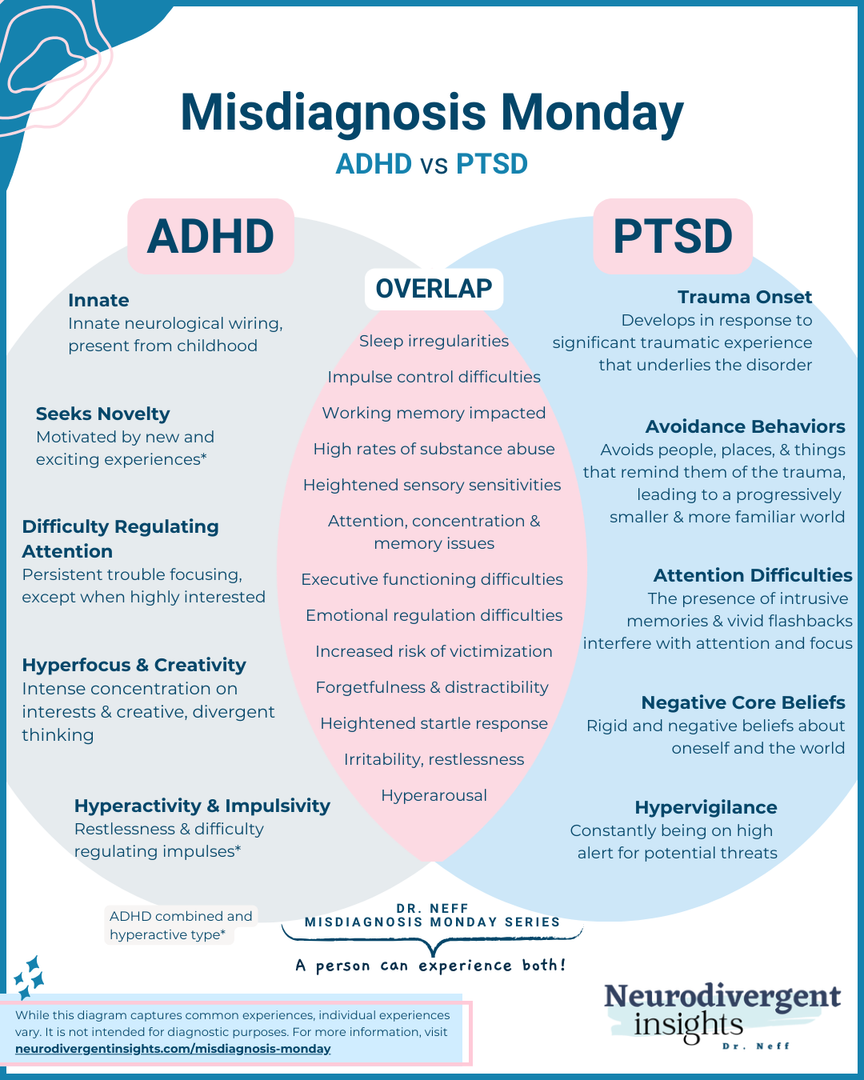 Misdiagnosis Monday
ADHD vs PTSD
ADHD
Innate
Innate neurological wiring,
present from childhood
Seeks Novelty
Motivated by new and
exciting experiences*
Difficulty Regulating
Attention
Persistent trouble focusing,
except when highly interested
Hyperfocus & Creativity
Intense concentration on
interests & creative, divergent
thinking
Hyperactivity & Impulsivity
Restlessness & difficulty
regulating impulses*
ADHD combined and
hyperactive type*
OVERLAP
Sleep irregularities
Impulse control difficulties
Working memory impacted
High rates of substance abuse
Heightened sensory sensitivities
Attention, concentration &
memory issues
Executive functioning difficulties
Emotional regulation difficulties
Increased risk of victimization
Forgetfulness & distractibility
Heightened startle response
Irritability, restlessness
Hyperarousal
PTSD
Trauma Onset
Develops in response to
significant traumatic experience
that underlies the disorder
Avoidance Behaviors
Avoids people, places, & things
that remind them of the trauma,
leading to a progressively
smaller & more familiar world
Attention Difficulties
The presence of intrusive
memories & vivid flashbacks
interfere with attention and focus
Negative Core Beliefs
Rigid and negative beliefs about
oneself and the world
Hypervigilance
Constantly being on high
alert for potential threats
DR. NEFF
MISDIAGNOSIS MONDAY SERIES
A person can experience both!
While this diagram captures common experiences, individual experiences
vary. It is not intended for diagnostic purposes. For more information, visit
neurodivergentinsights.com/misdiagnosis-monday
Neurodivergent
insights
Dr. Neff